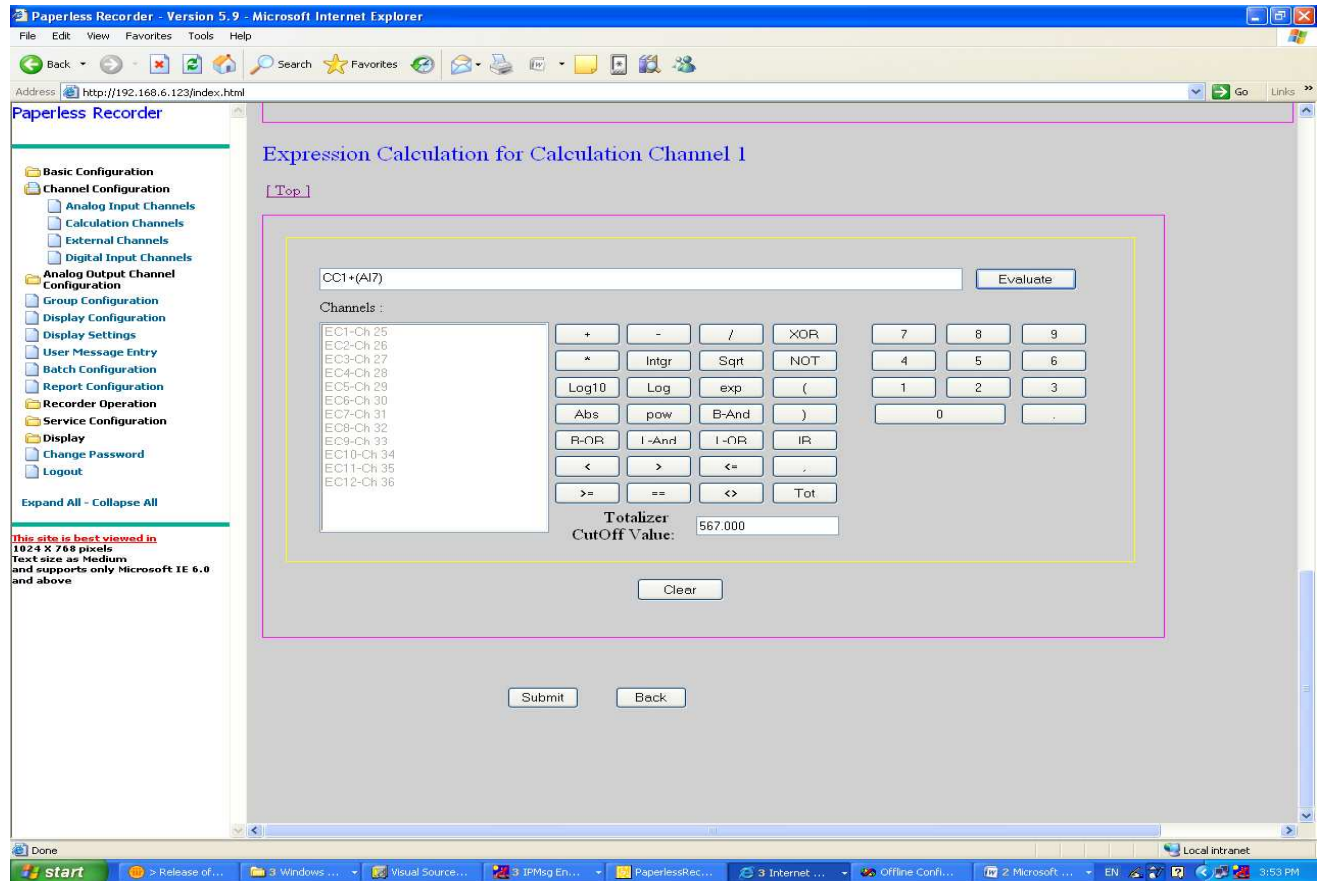 Paperless Recorder - Version 5.9 - Microsoft Internet Explorer
File Edit View Favorites Tools Help
Back Search Favorites
Address http://192.168.6.123/index.html Go Links »
Paperless Recorder
Basic Configuration
Channel Configuration
Analog Input Channels
Calculation Channels
External Channels
Digital Input Channels
Analog Output Channel
Configuration
Group Configuration
Display Configuration
Display Settings
User Message Entry
Batch Configuration
Report Configuration
Recorder Operation
Service Configuration
Display
Change Password
Logout
Expand All - Collapse All
This site is best viewed in
1024 X 768 pixels
Text size as Medium
and supports only Microsoft IE 6.0
and above
Expression Calculation for Calculation Channel 1
[ Top ]
CC1+(AI7) Evaluate
Channels :
EC1-Ch 25
EC2-Ch 26
EC3-Ch 27
EC4-Ch 28
EC5-Ch 29
EC6-Ch 30
EC7-Ch 31
EC8-Ch 32
EC9-Ch 33
EC10-Ch 34
EC11-Ch 35
EC12-Ch 36
+ - / XOR 7 8 9
* Intgr Sqrt NOT 4 5 6
Log10 Log exp ( 1 2 3
Abs pow B-And ) 0 .
B-OR L-And L-OR IR
< > <= ,
>= == <> Tot
Totalizer
CutOff Value: 567.000
Clear
Submit Back
Done Local intranet
start > Release of... 3 Windows ... Visual Source... 3 IPMsg En... PaperlessRec... 3 Internet ... Offline Confi... 2 Microsoft ... EN 3:53 PM